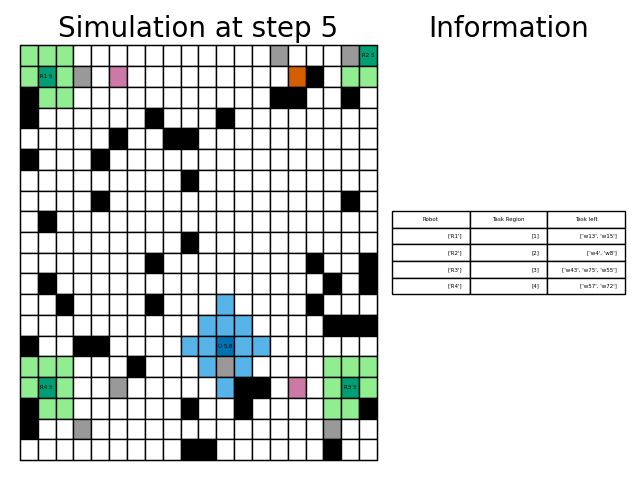 Simulation at step 5
Information
R2 5
R1 5
Robot Task Region Task left
['R1'] [1] ['w13', 'w15']
['R2'] [2] ['w4', 'w8']
['R3'] [3] ['w43', 'w75', 'w55']
['R4'] [4] ['w57', 'w72']
U 5.8
R4 5
R3 5